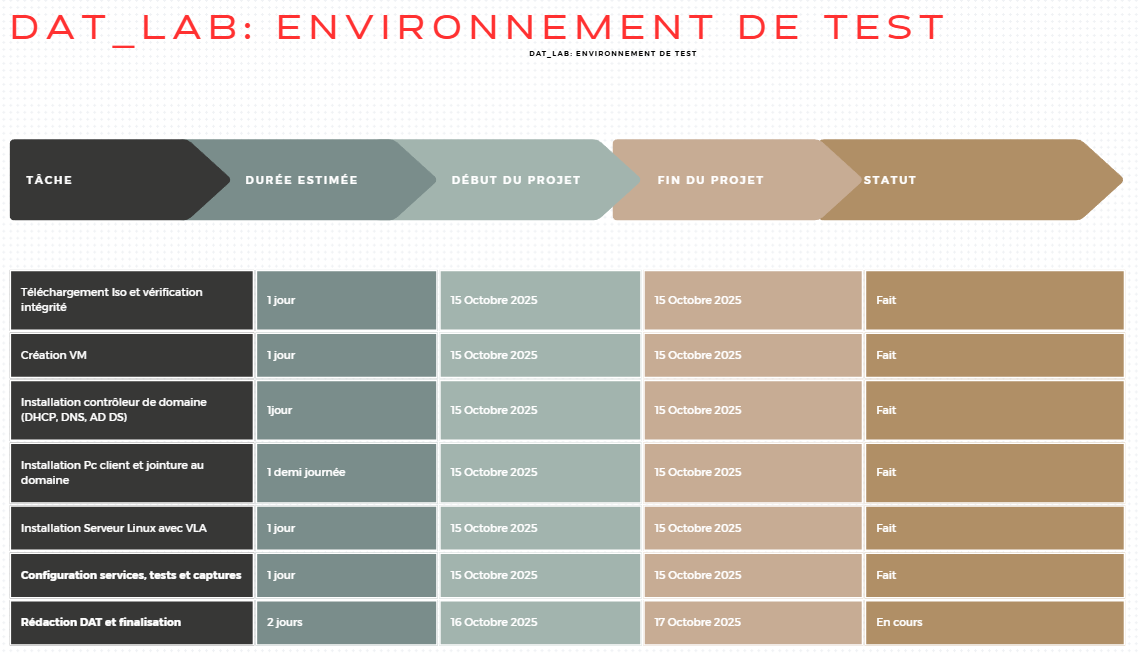 DAT_LAB: ENVIRONNEMENT DE TEST
DAT_LAB: ENVIRONNEMENT DE TEST
TÂCHE
DURÉE ESTIMÉE
DÉBUT DU PROJET
FIN DU PROJET
STATUT
Téléchargement Iso et vérification
intégrité
1 jour
15 Octobre 2025
15 Octobre 2025
Fait
Création VM
1 jour
15 Octobre 2025
15 Octobre 2025
Fait
Installation contrôleur de domaine
(DHCP, DNS, AD DS)
1jour
15 Octobre 2025
15 Octobre 2025
Fait
Installation Pc client et jointure au
domaine
1 demi journée
15 Octobre 2025
15 Octobre 2025
Fait
Installation Serveur Linux avec VLA
1 jour
15 Octobre 2025
15 Octobre 2025
Fait
Configuration services, tests et captures
1 jour
15 Octobre 2025
15 Octobre 2025
Fait
Rédaction DAT et finalisation
2 jours
16 Octobre 2025
17 Octobre 2025
En cours